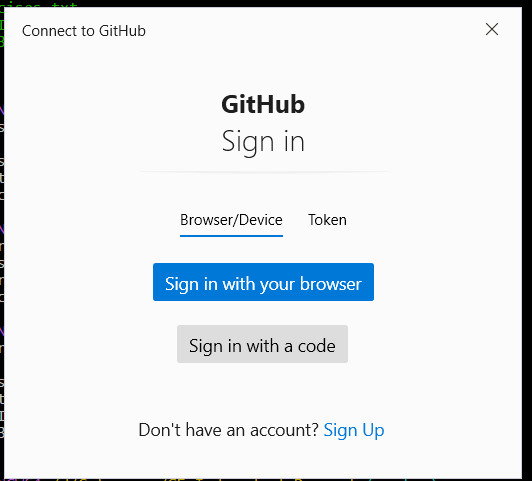 Connect to GitHub
GitHub
Sign in
Browser/Device Token
Sign in with your browser
Sign in with a code
Don't have an account? Sign Up